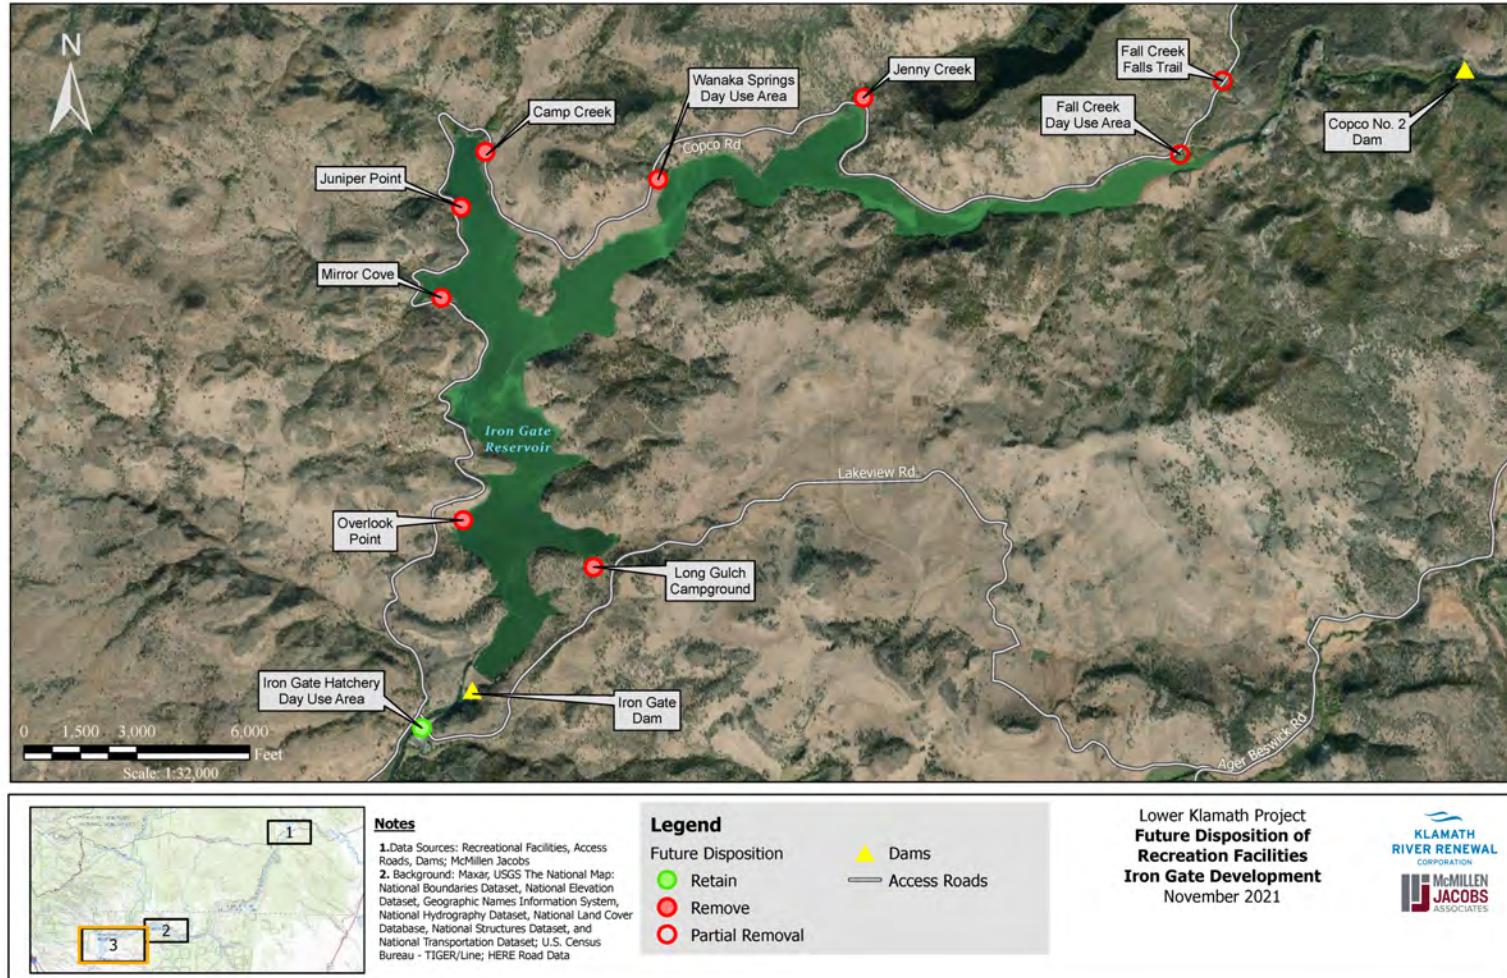 N
Camp Creek
Wanaka Springs
Day Use Area
Jenny Creek
Fall Creek
Falls Trail
Fall Creek
Day Use Area
Copco No. 2
Dam
Copco Rd
Juniper Point
Mirror Cove
Iron Gate
Reservoir
Lakeview Rd
Overlook
Point
Long Gulch
Campground
Iron Gate Hatchery
Day Use Area
Iron Gate
Dam
Ager Beswick Rd
0 1,500 3,000 6,000
Feet
Scale: 1:32,000
1
2
3
Notes
1.Data Sources: Recreational Facilities, Access
Roads, Dams; McMillen Jacobs
2. Background: Maxar, USGS The National Map:
National Boundaries Dataset, National Elevation
Dataset, Geographic Names Information System,
National Hydrography Dataset, National Land Cover
Database, National Structures Dataset, and
National Transportation Dataset; U.S. Census
Bureau - TIGER/Line; HERE Road Data
Legend
Future Disposition
Retain
Remove
Partial Removal
Dams
Access Roads
Lower Klamath Project
Future Disposition of
Recreation Facilities
Iron Gate Development
November 2021
KLAMATH
RIVER RENEWAL
CORPORATION
McMILLEN
JACOBS
ASSOCIATES